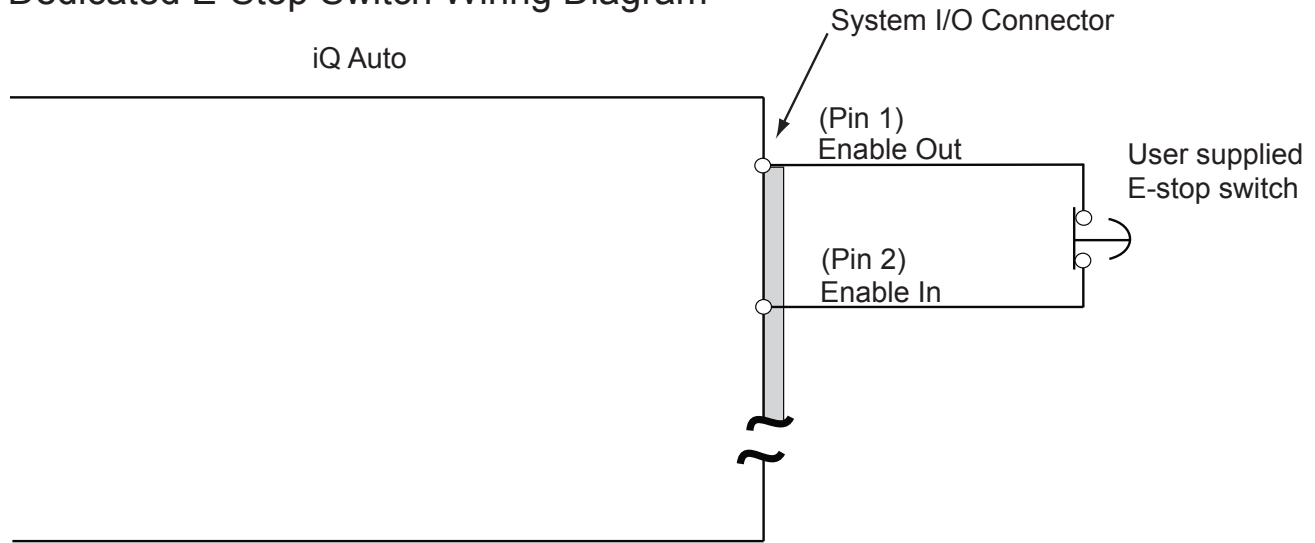 Dedicated E-Stop Switch Wiring Diagram
System I/O Connector
iQ Auto
(Pin 1)
Enable Out
User supplied
E-stop switch
(Pin 2)
Enable In